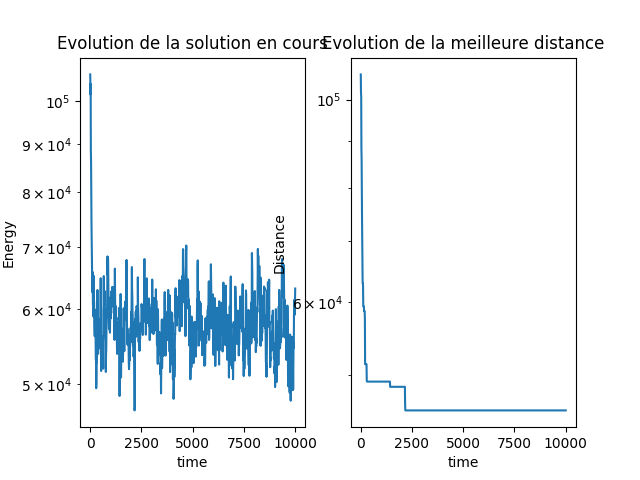 Evolution de la solution en cours
Energy
10^5
9 × 10^4
8 × 10^4
7 × 10^4
6 × 10^4
5 × 10^4
0 2500 5000 7500 10000
time
Evolution de la meilleure distance
Distance
10^5
6 × 10^4
0 2500 5000 7500 10000
time